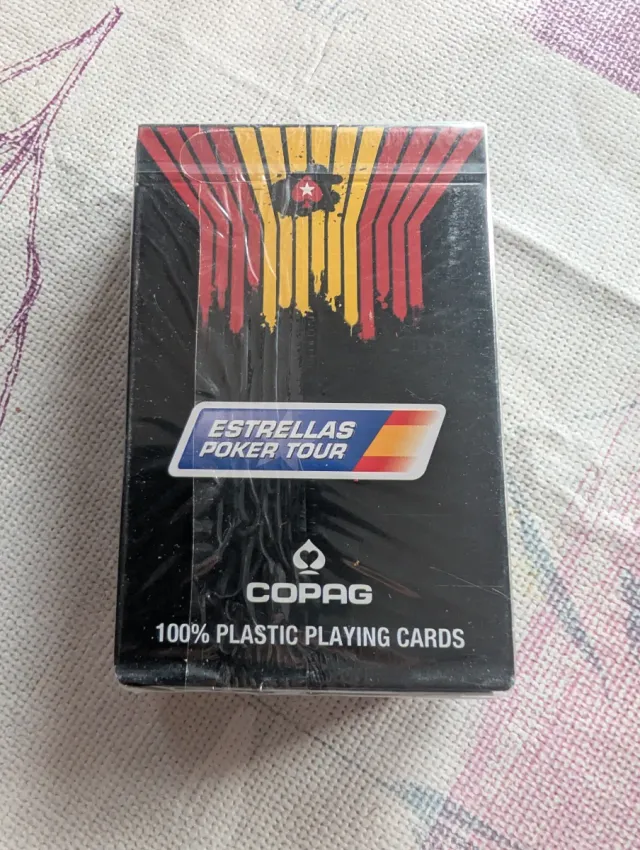 ESTRELLAS
POKER TOUR
COPAG
100% PLASTIC PLAYING CARDS